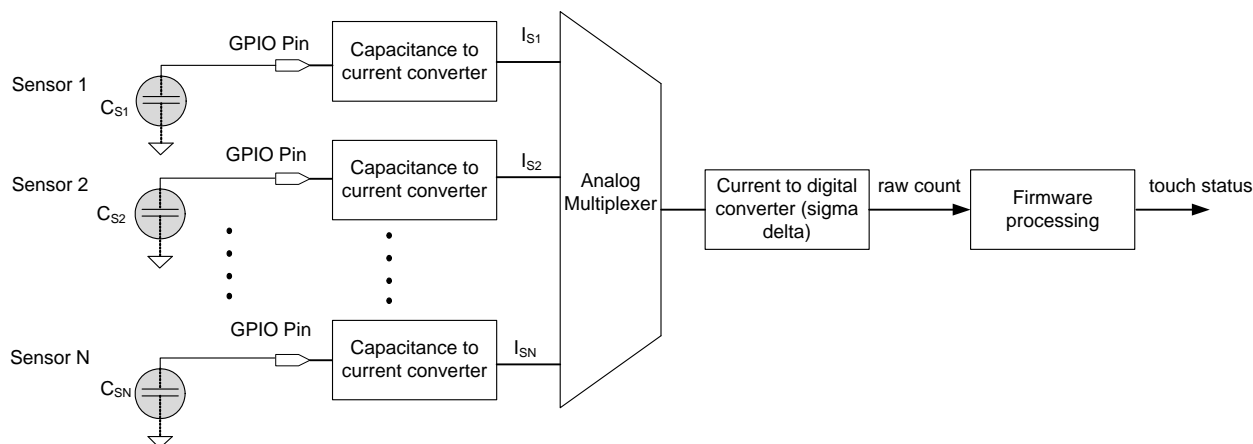 Sensor 1
C_S1
GPIO Pin
Capacitance to
current converter
I_S1
Sensor 2
C_S2
GPIO Pin
Capacitance to
current converter
I_S2
Sensor N
C_SN
GPIO Pin
Capacitance to
current converter
I_SN
Analog
Multiplexer
Current to digital
converter (sigma
delta)
raw count
Firmware
processing
touch status